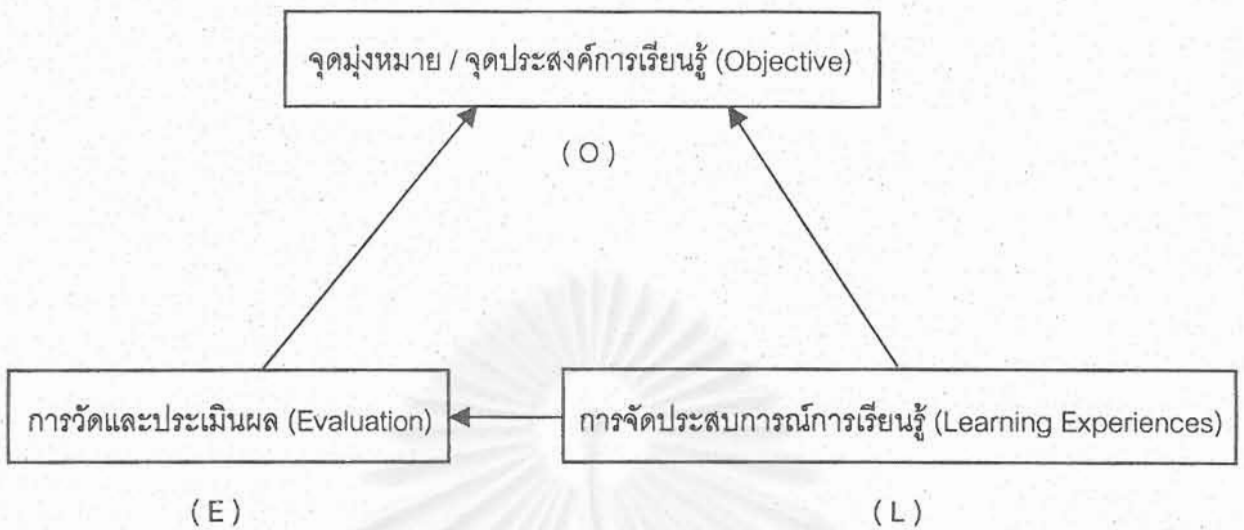 จุดมุ่งหมาย / จุดประสงค์การเรียนรู้ (Objective)
( O )
การวัดและประเมินผล (Evaluation)
การจัดประสบการณ์การเรียนรู้ (Learning Experiences)
( E )
( L )